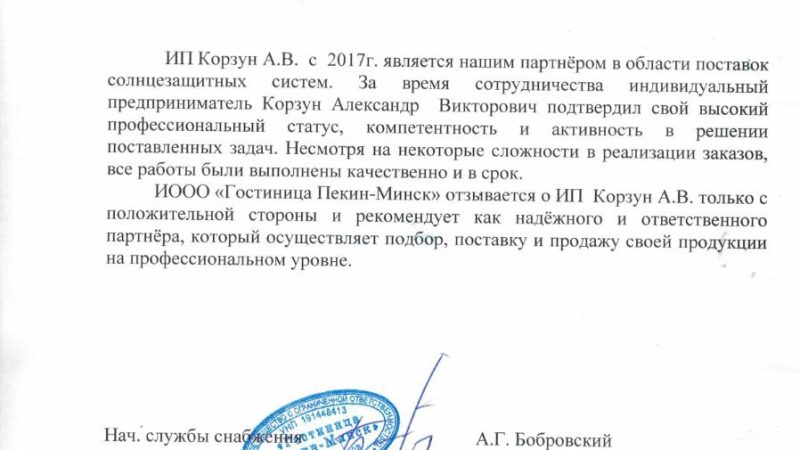 ИП Корзун А.В. с 2017г. является нашим партнёром в области поставок
солнцезащитных систем. За время сотрудничества индивидуальный
предприниматель Корзун Александр Викторович подтвердил свой высокий
профессиональный статус, компетентность и активность в решении
поставленных задач. Несмотря на некоторые сложности в реализации заказов,
все работы были выполнены качественно и в срок.
ИООО «Гостиница Пекин-Минск» отзывается о ИП Корзун А.В. только с
положительной стороны и рекомендует как надёжного и ответственного
партнёра, который осуществляет подбор, поставку и продажу своей продукции
на профессиональном уровне.
С ОГРАНИЧЕННОЙ ОТВЕТСТВЕННОСТЬЮ
УНП 191448413
Нач. службы снабжения
А.Г. Бобровский